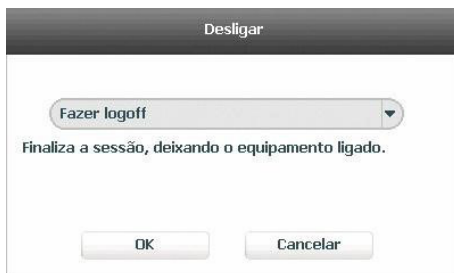 Desligar
Fazer logoff
Finaliza a sessão, deixando o equipamento ligado.
OK
Cancelar